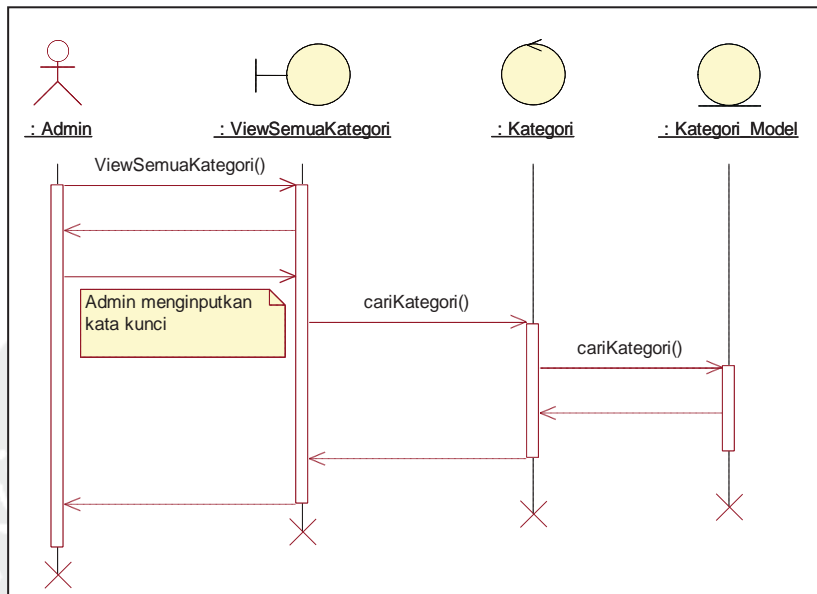 : Admin
: ViewSemuaKategori
: Kategori
: Kategori_Model
ViewSemuaKategori()
Admin menginputkan
kata kunci
cariKategori()
cariKategori()